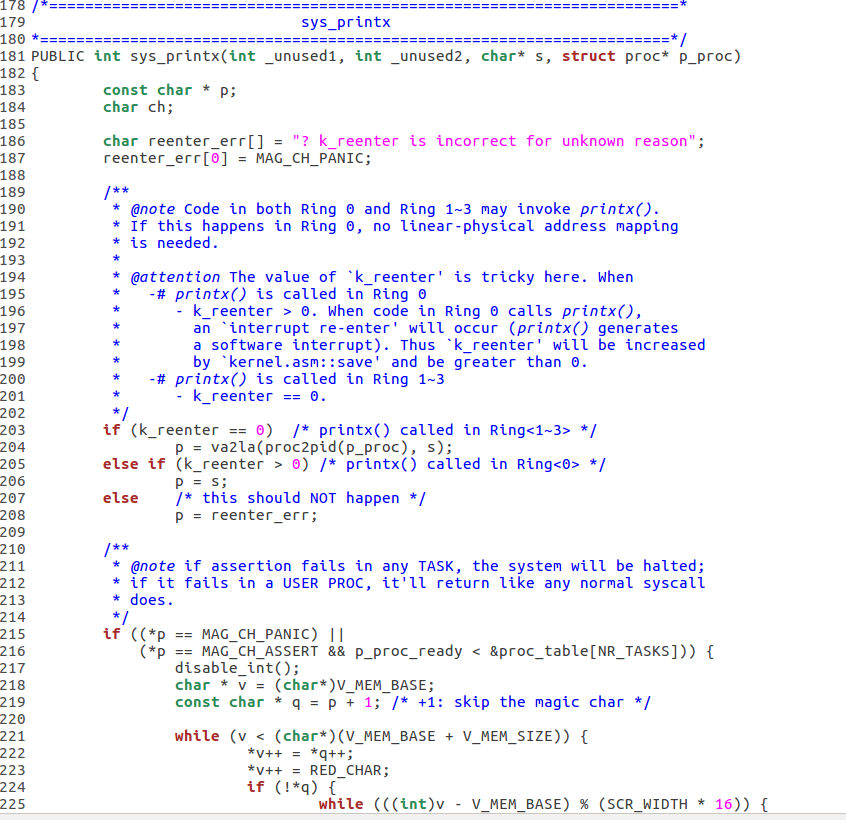 178 /*======================================================================*
179                               sys_printx
180 *======================================================================*/
181 PUBLIC int sys_printx(int _unused1, int _unused2, char* s, struct proc* p_proc)
182 {
183         const char * p;
184         char ch;
185
186         char reenter_err[] = "? k_reenter is incorrect for unknown reason";
187         reenter_err[0] = MAG_CH_PANIC;
188
189         /**
190          * @note Code in both Ring 0 and Ring 1~3 may invoke printx().
191          * If this happens in Ring 0, no linear-physical address mapping
192          * is needed.
193          *
194          * @attention The value of `k_reenter' is tricky here. When
195          *   -# printx() is called in Ring 0
196          *      - k_reenter > 0. When code in Ring 0 calls printx(),
197          *        an `interrupt re-enter' will occur (printx() generates
198          *        a software interrupt). Thus `k_reenter' will be increased
199          *        by `kernel.asm::save' and be greater than 0.
200          *   -# printx() is called in Ring 1~3
201          *      - k_reenter == 0.
202          */
203         if (k_reenter == 0)  /* printx() called in Ring<1~3> */
204                 p = va2la(proc2pid(p_proc), s);
205         else if (k_reenter > 0) /* printx() called in Ring<0> */
206                 p = s;
207         else    /* this should NOT happen */
208                 p = reenter_err;
209
210         /**
211          * @note if assertion fails in any TASK, the system will be halted;
212          * if it fails in a USER PROC, it'll return like any normal syscall
213          * does.
214          */
215         if ((*p == MAG_CH_PANIC) ||
216             (*p == MAG_CH_ASSERT && p_proc_ready < &proc_table[NR_TASKS])) {
217                 disable_int();
218                 char * v = (char*)V_MEM_BASE;
219                 const char * q = p + 1; /* +1: skip the magic char */
220
221                 while (v < (char*)(V_MEM_BASE + V_MEM_SIZE)) {
222                         *v++ = *q++;
223                         *v++ = RED_CHAR;
224                         if (!*q) {
225                                 while (((int)v - V_MEM_BASE) % (SCR_WIDTH * 16)) {